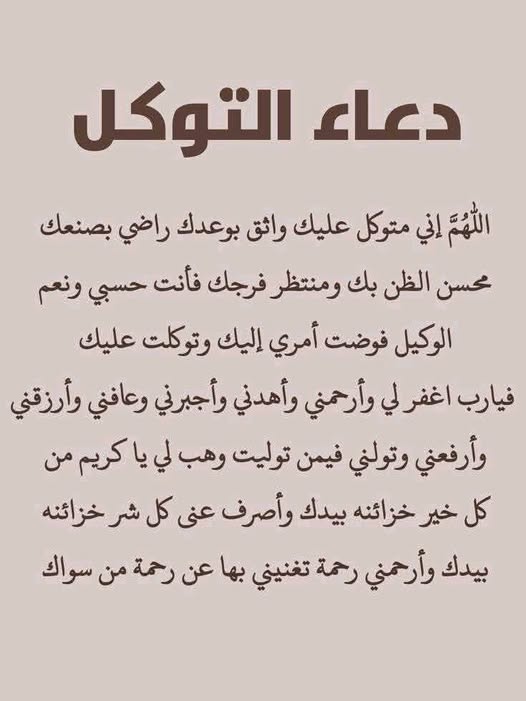 دعاء التوكل
اللّٰهُمَّ إني متوكل عليك واثق بوعدك راضي بصنعك
محسن الظن بك ومنتظر فرجك فأنت حسبي ونعم
الوكيل فوضت أمري إليك وتوكلت عليك
فيارب اغفر لي وأرحمني وأهدني وأجبرني وعافني وأرزقني
وأرفعني وتولني فيمن توليت وهب لي يا كريم من
كل خير خزائنه بيدك وأصرف عنى كل شر خزائنه
بيدك وأرحمني رحمة تغنيني بها عن رحمة من سواك